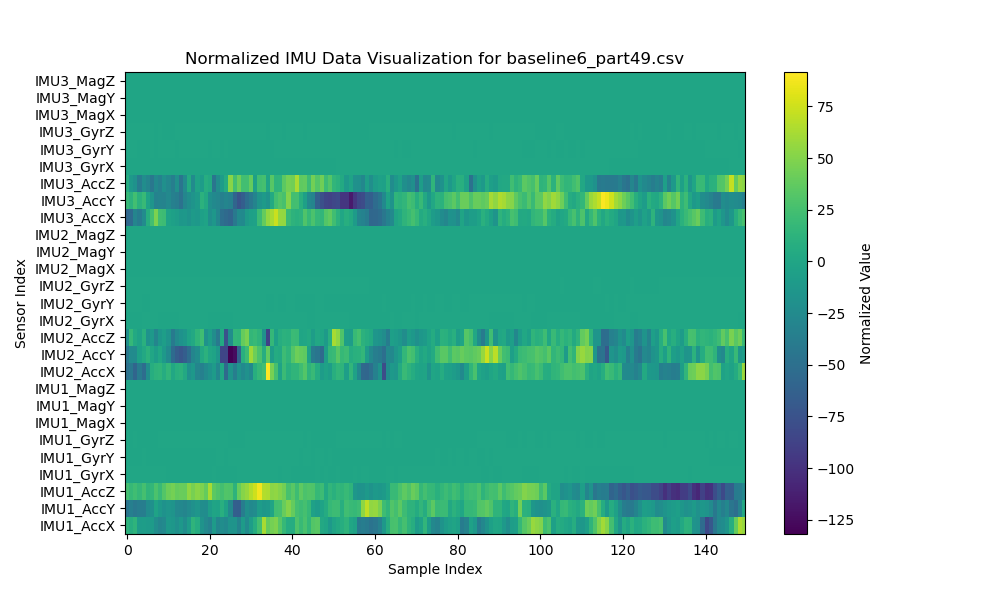 Normalized IMU Data Visualization for baseline6_part49.csv
IMU3_MagZ
IMU3_MagY
IMU3_MagX
IMU3_GyrZ
IMU3_GyrY
IMU3_GyrX
IMU3_AccZ
IMU3_AccY
IMU3_AccX
IMU2_MagZ
IMU2_MagY
IMU2_MagX
IMU2_GyrZ
IMU2_GyrY
IMU2_GyrX
IMU2_AccZ
IMU2_AccY
IMU2_AccX
IMU1_MagZ
IMU1_MagY
IMU1_MagX
IMU1_GyrZ
IMU1_GyrY
IMU1_GyrX
IMU1_AccZ
IMU1_AccY
IMU1_AccX
Sensor Index
0 20 40 60 80 100 120 140
Sample Index
75
50
25
0
−25
−50
−75
−100
−125
Normalized Value